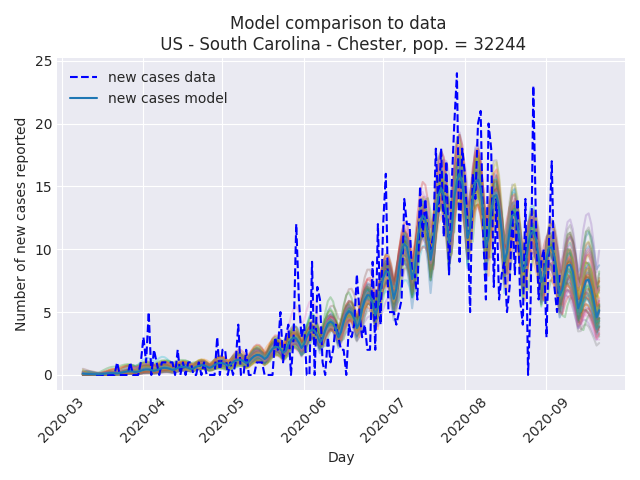 Model comparison to data
US - South Carolina - Chester, pop. = 32244
new cases data
new cases model
Number of new cases reported
25
20
15
10
5
0
2020-03
2020-04
2020-05
2020-06
2020-07
2020-08
2020-09
Day